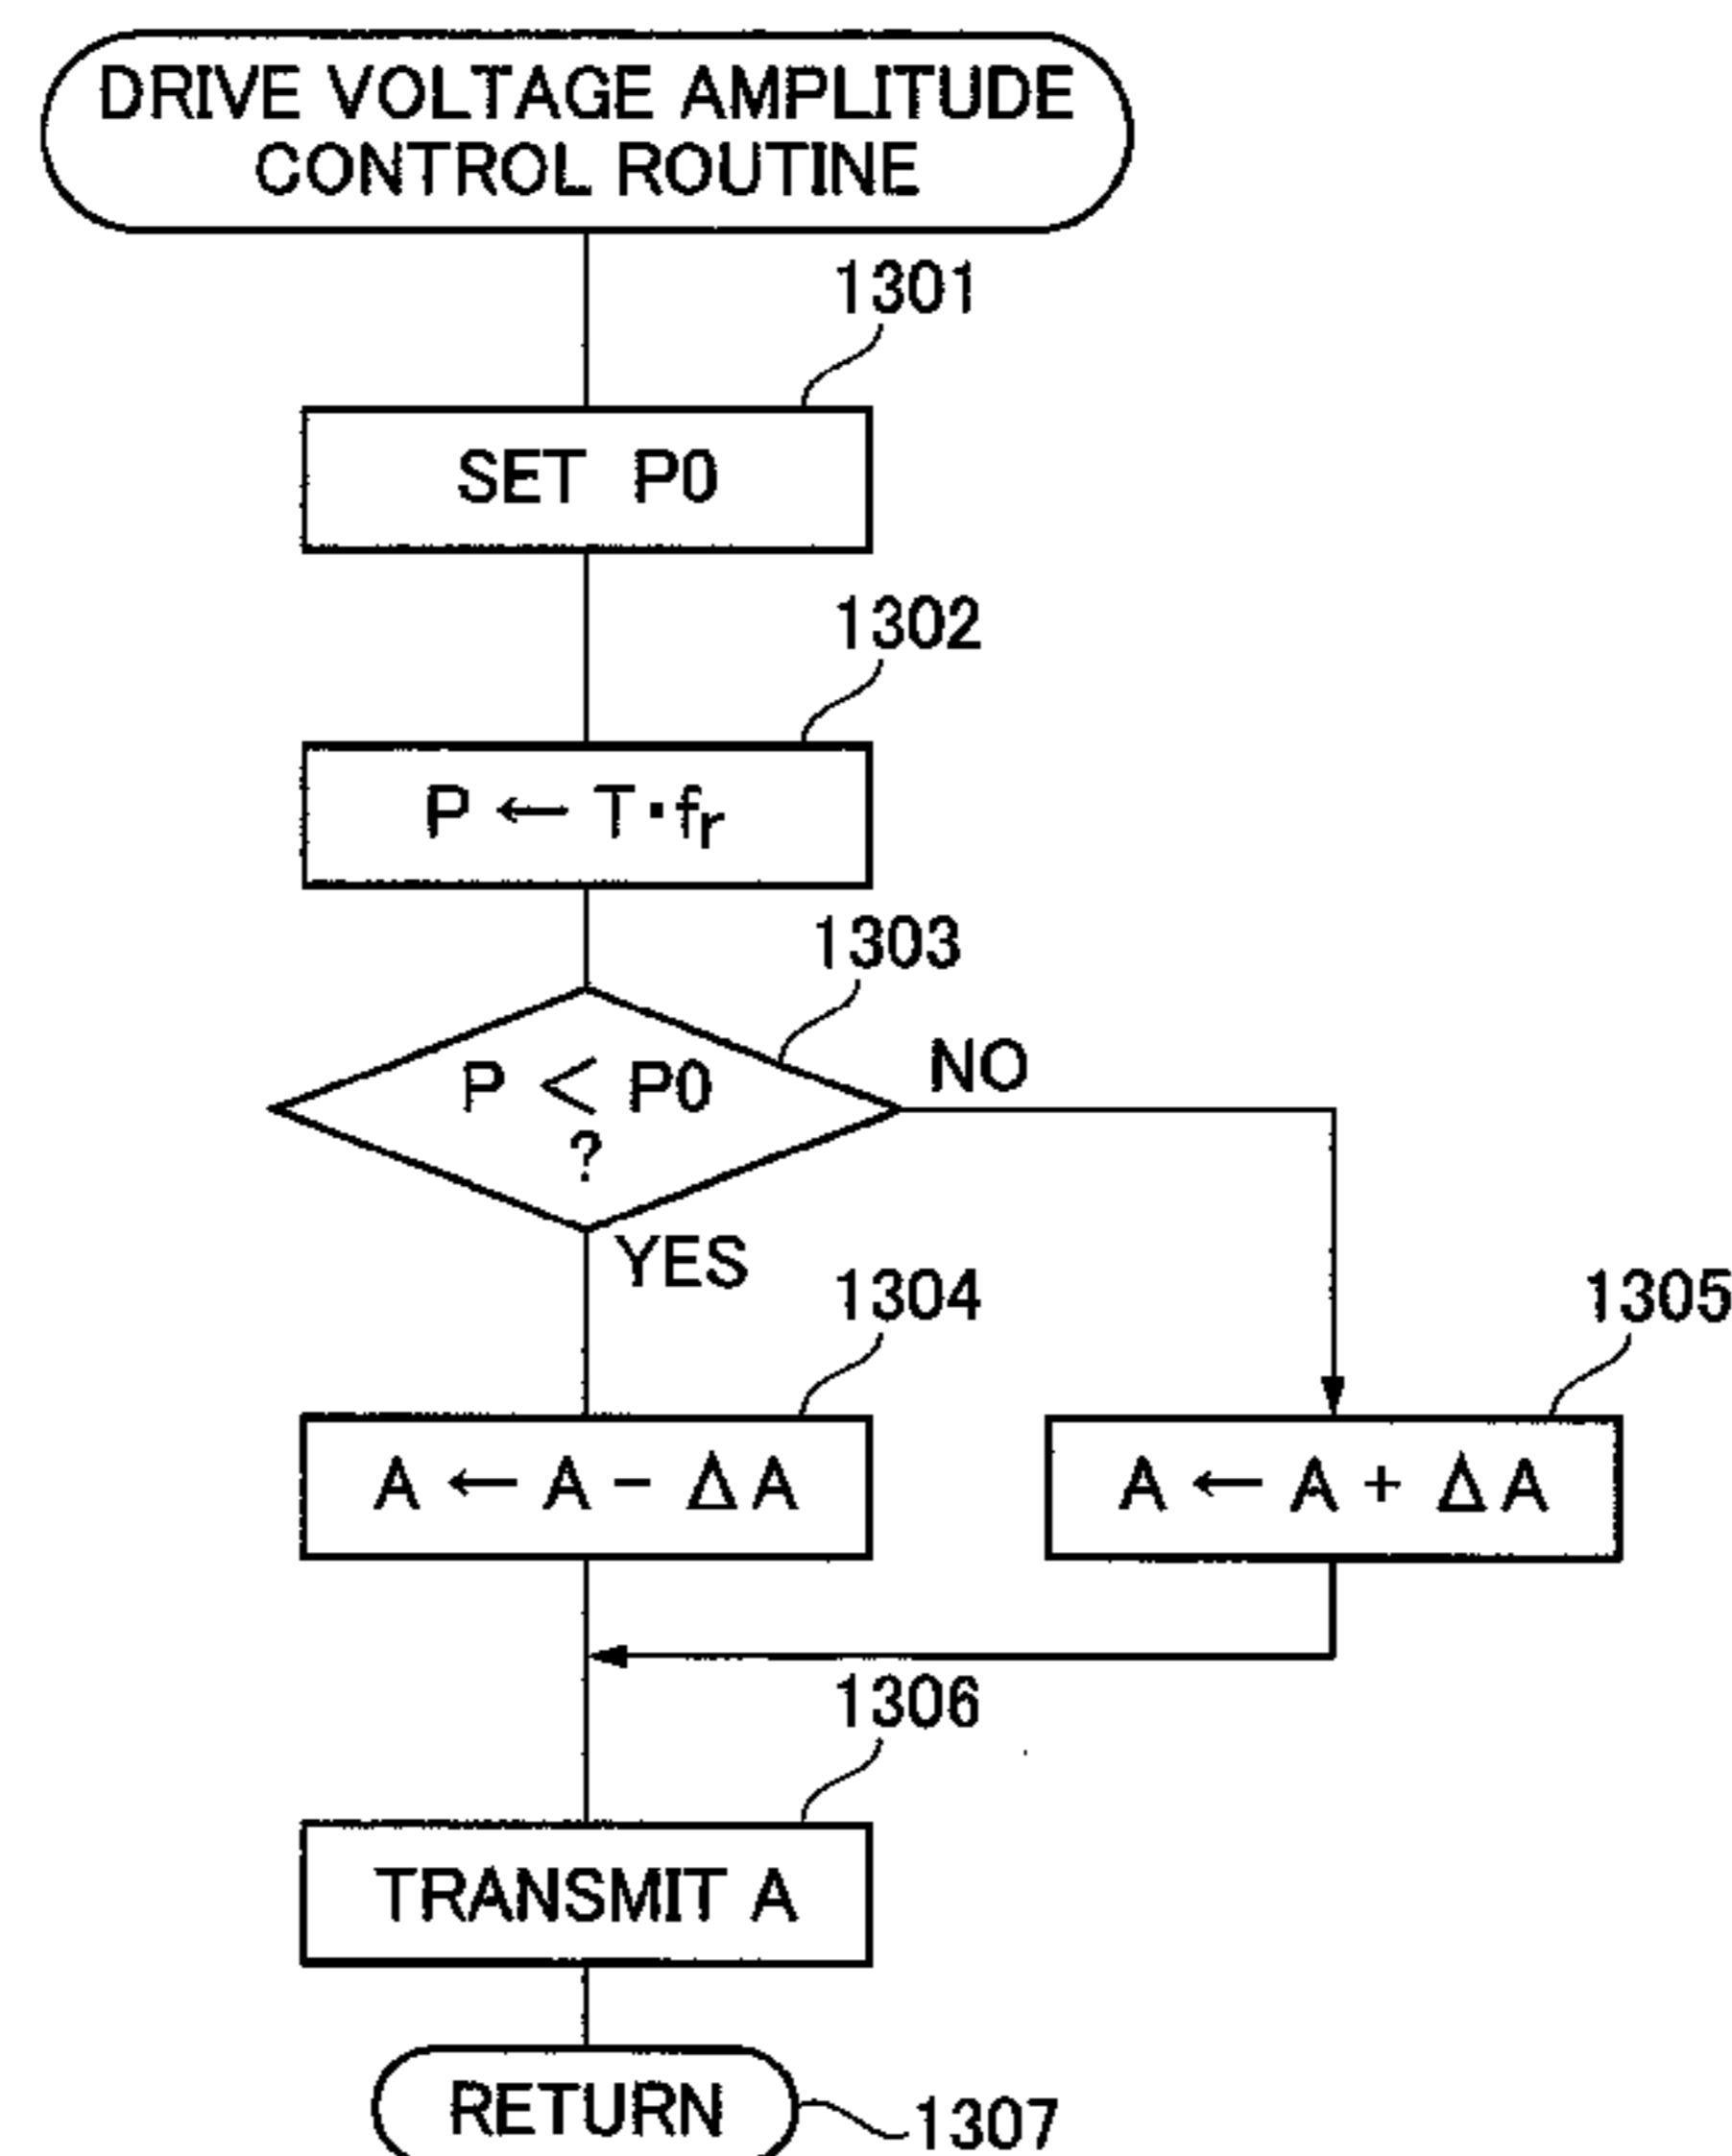 DRIVE VOLTAGE AMPLITUDE
CONTROL ROUTINE
1301
SET P0
1302
P ← T·fr
1303
P < P0
?
NO
YES
1304
1305
A ← A − ΔA
A ← A + ΔA
1306
TRANSMIT A
RETURN
1307